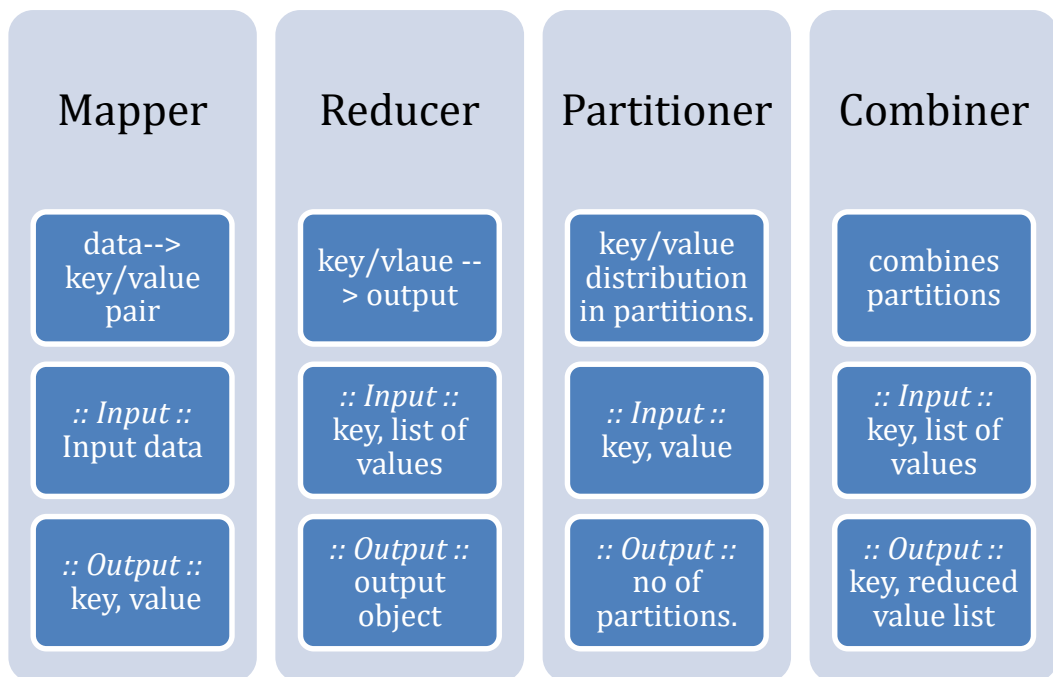 Mapper
data-->
key/value
pair
:: Input ::
Input data
:: Output ::
key, value
Reducer
key/vlaue --
> output
:: Input ::
key, list of
values
:: Output ::
output
object
Partitioner
key/value
distribution
in partitions.
:: Input ::
key, value
:: Output ::
no of
partitions.
Combiner
combines
partitions
:: Input ::
key, list of
values
:: Output ::
key, reduced
value list